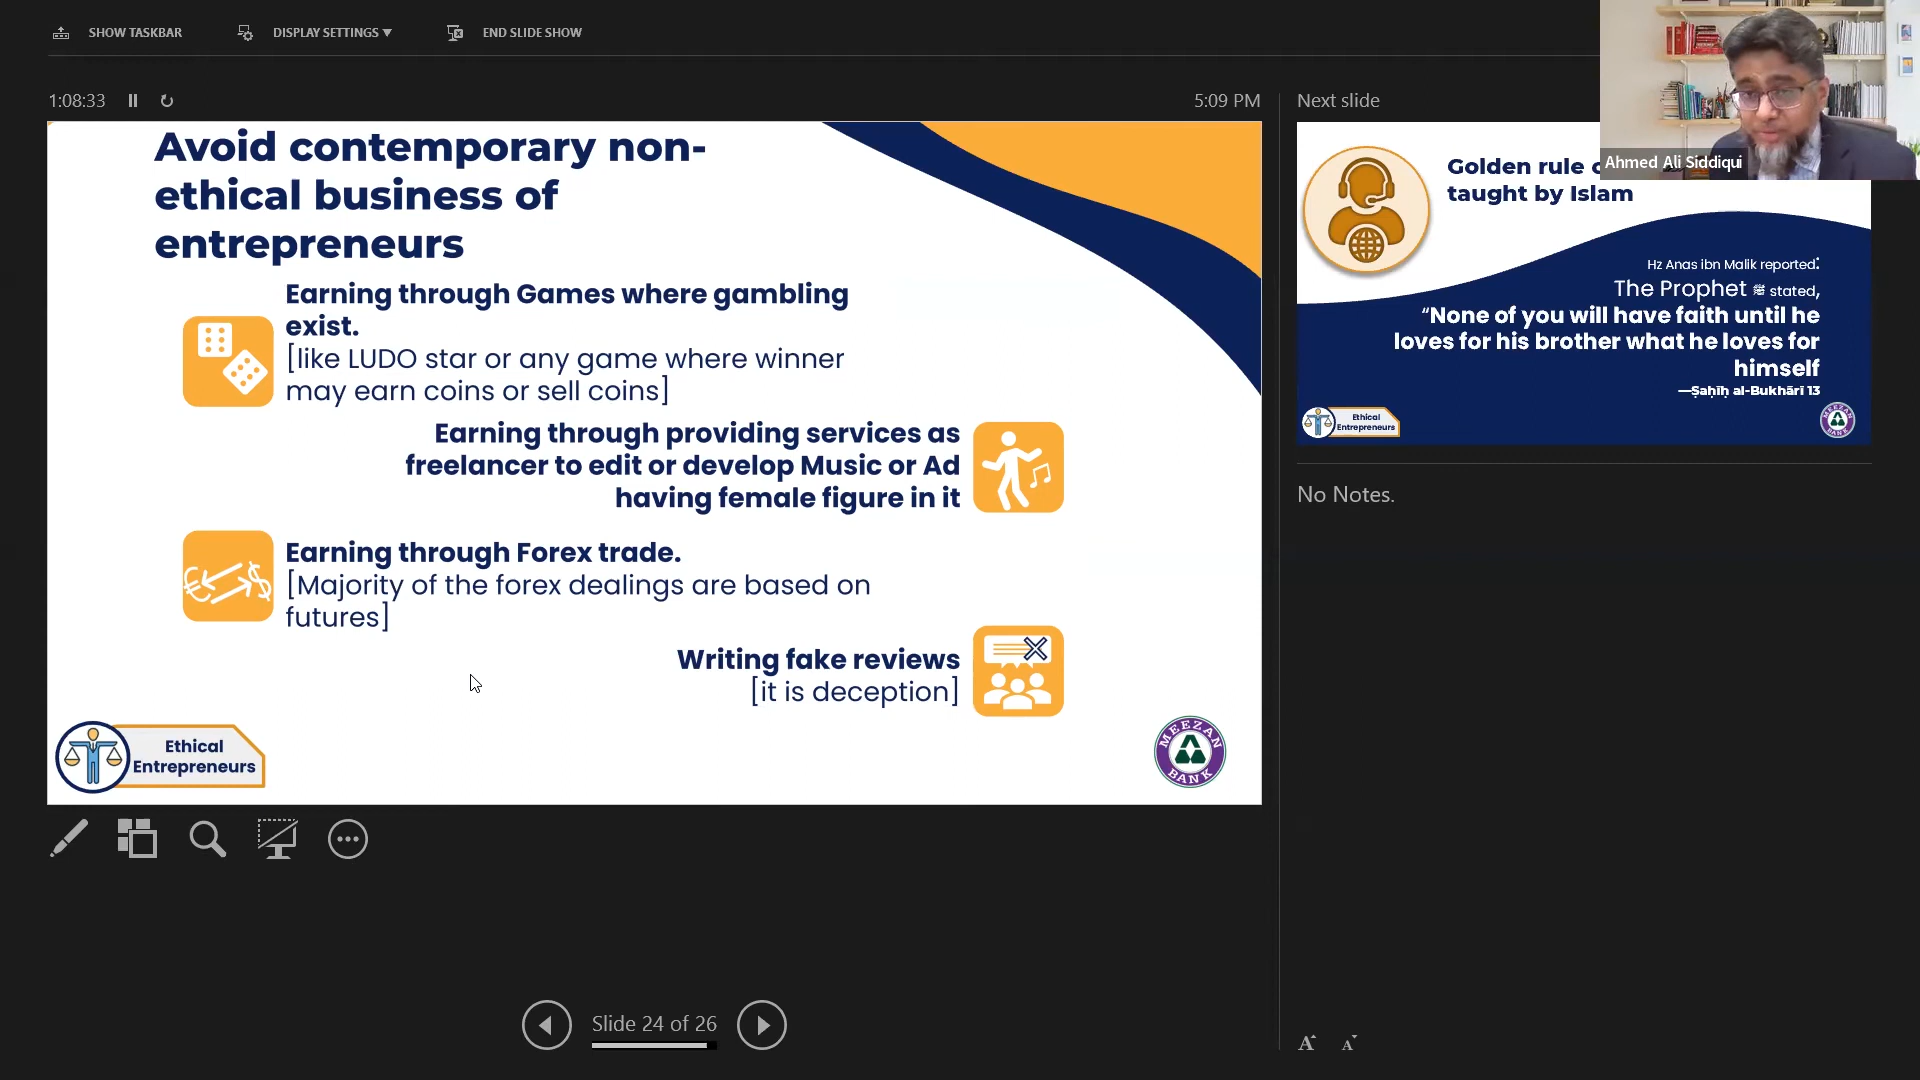 SHOW TASKBAR
DISPLAY SETTINGS ▼
END SLIDE SHOW
1:08:33
5:09 PM
Avoid contemporary non-
ethical business of
entrepreneurs
Earning through Games where gambling
exist.
[like LUDO star or any game where winner
may earn coins or sell coins]
Earning through providing services as
freelancer to edit or develop Music or Ad
having female figure in it
Earning through Forex trade.
[Majority of the forex dealings are based on
futures]
Writing fake reviews
[it is deception]
Ethical
Entrepreneurs
MEEZAN
BANK
Slide 24 of 26
Next slide
Ahmed Ali Siddiqui
Golden rule
taught by Islam
Hz Anas ibn Malik reported:
The Prophet ﷺ stated,
“None of you will have faith until he
loves for his brother what he loves for
himself
—Ṣaḥīḥ al-Bukhārī 13
Ethical
Entrepreneurs
MEEZAN
BANK
No Notes.
A A